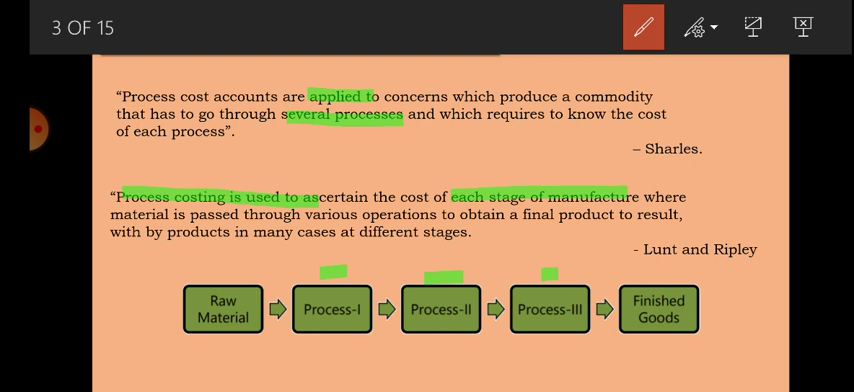 3 OF 15
“Process cost accounts are applied to concerns which produce a commodity
that has to go through several processes and which requires to know the cost
of each process”.
– Sharles.
“Process costing is used to ascertain the cost of each stage of manufacture where
material is passed through various operations to obtain a final product to result,
with by products in many cases at different stages.
- Lunt and Ripley
Raw
Material
Process-I
Process-II
Process-III
Finished
Goods